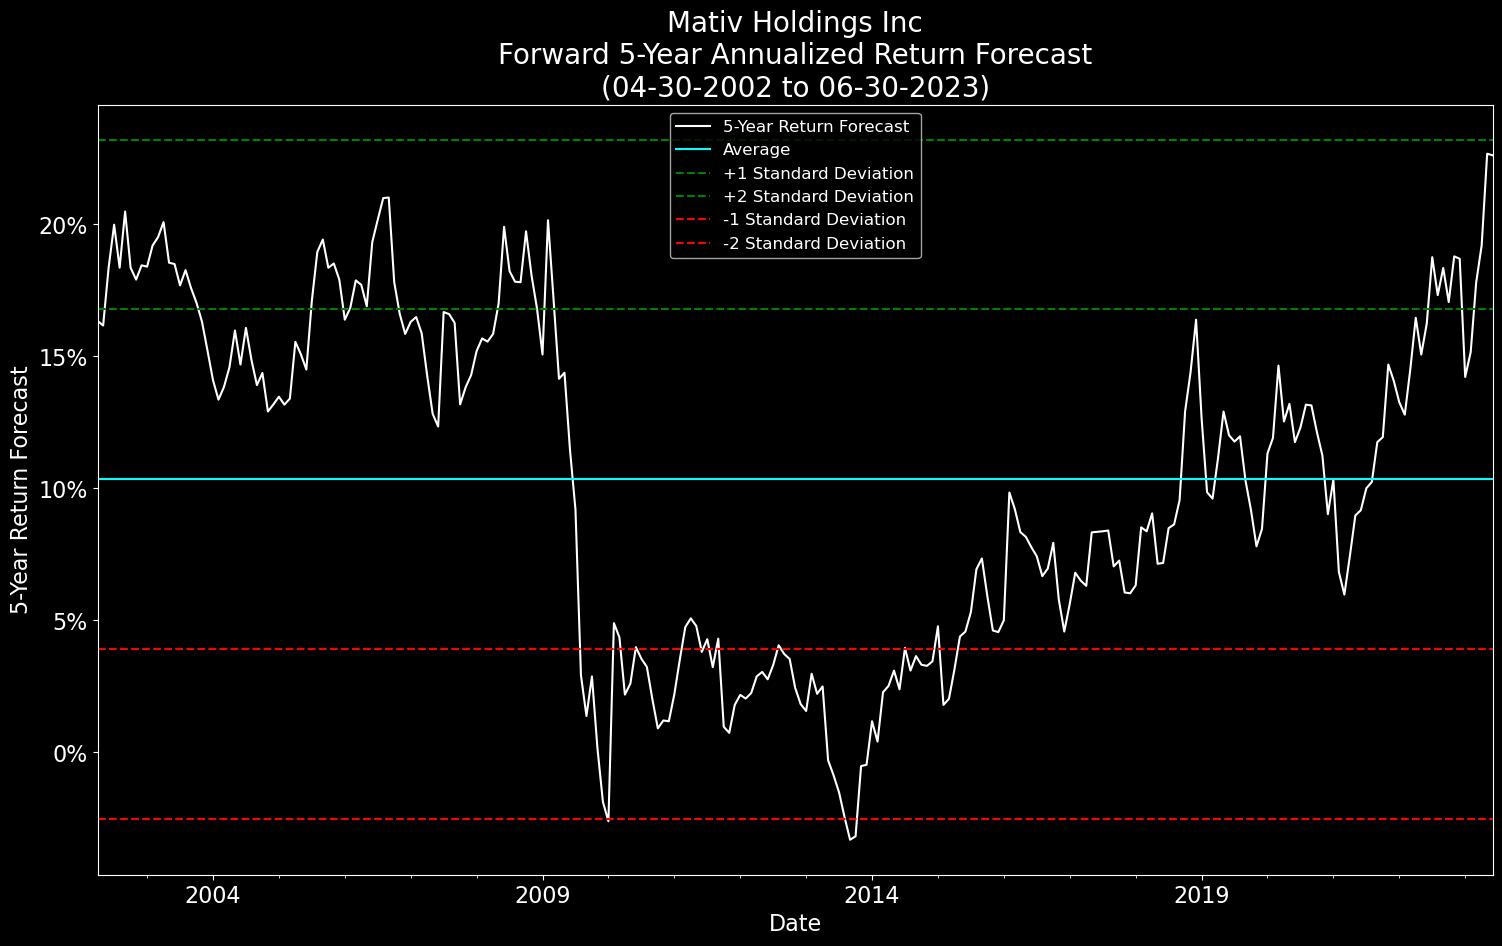 Mativ Holdings Inc
Forward 5-Year Annualized Return Forecast
(04-30-2002 to 06-30-2023)
5-Year Return Forecast
Average
+1 Standard Deviation
+2 Standard Deviation
-1 Standard Deviation
-2 Standard Deviation
5-Year Return Forecast
20%
15%
10%
5%
0%
2004
2009
2014
2019
Date